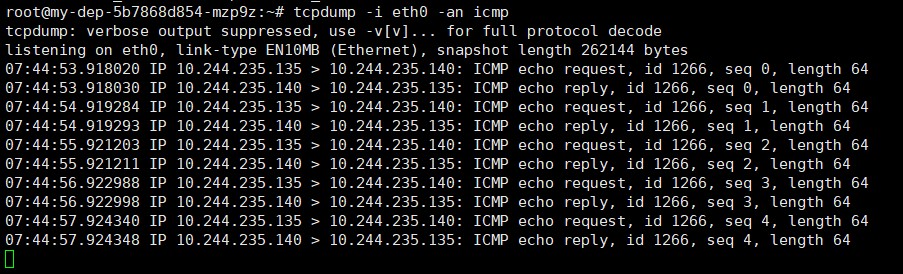 root@my-dep-5b7868d854-mzp9z:~# tcpdump -i eth0 -an icmp
tcpdump: verbose output suppressed, use -v[v]... for full protocol decode
listening on eth0, link-type EN10MB (Ethernet), snapshot length 262144 bytes
07:44:53.918020 IP 10.244.235.135 > 10.244.235.140: ICMP echo request, id 1266, seq 0, length 64
07:44:53.918030 IP 10.244.235.140 > 10.244.235.135: ICMP echo reply, id 1266, seq 0, length 64
07:44:54.919284 IP 10.244.235.135 > 10.244.235.140: ICMP echo request, id 1266, seq 1, length 64
07:44:54.919293 IP 10.244.235.140 > 10.244.235.135: ICMP echo reply, id 1266, seq 1, length 64
07:44:55.921203 IP 10.244.235.135 > 10.244.235.140: ICMP echo request, id 1266, seq 2, length 64
07:44:55.921211 IP 10.244.235.140 > 10.244.235.135: ICMP echo reply, id 1266, seq 2, length 64
07:44:56.922988 IP 10.244.235.135 > 10.244.235.140: ICMP echo request, id 1266, seq 3, length 64
07:44:56.922998 IP 10.244.235.140 > 10.244.235.135: ICMP echo reply, id 1266, seq 3, length 64
07:44:57.924340 IP 10.244.235.135 > 10.244.235.140: ICMP echo request, id 1266, seq 4, length 64
07:44:57.924348 IP 10.244.235.140 > 10.244.235.135: ICMP echo reply, id 1266, seq 4, length 64